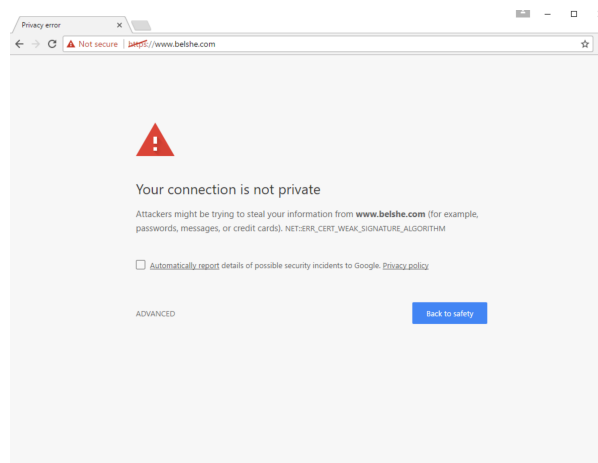 Privacy error
Not secure | https://www.belshe.com
Your connection is not private
Attackers might be trying to steal your information from www.belshe.com (for example,
passwords, messages, or credit cards). NET::ERR_CERT_WEAK_SIGNATURE_ALGORITHM
Automatically report details of possible security incidents to Google. Privacy policy
ADVANCED
Back to safety